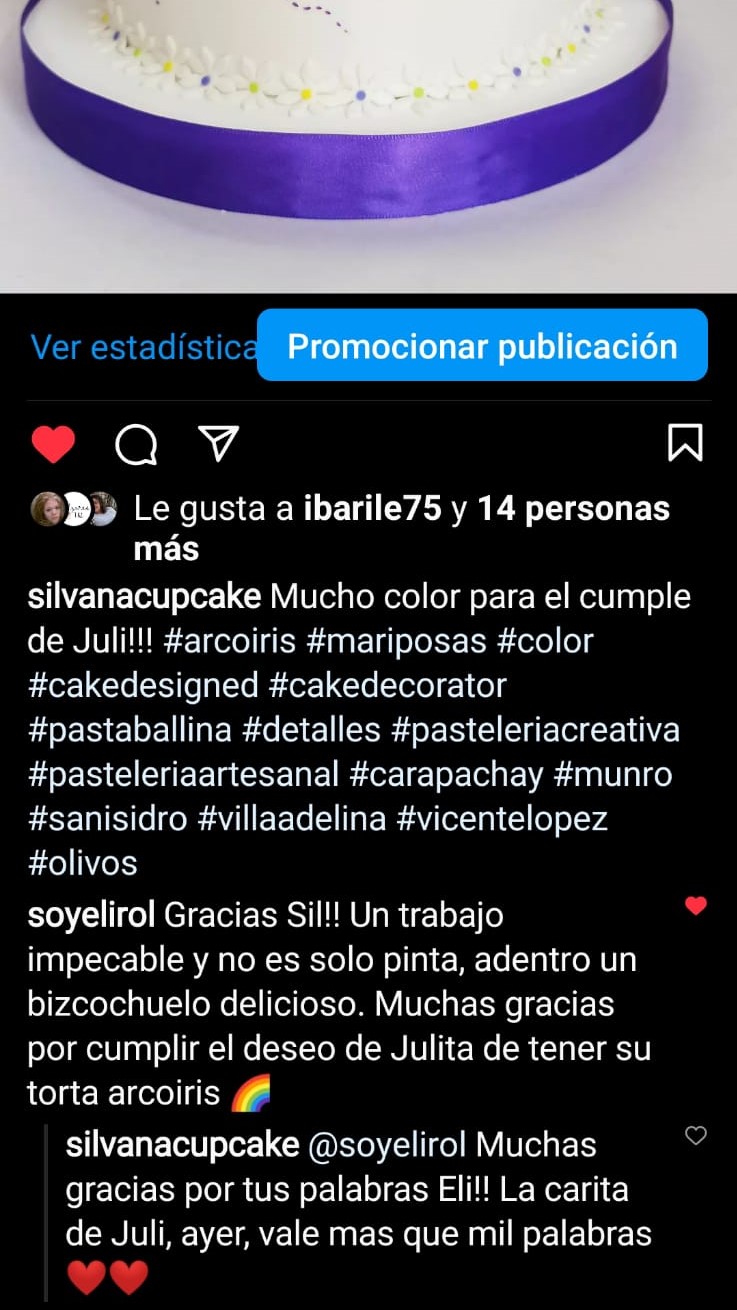 Ver estadística
Promocionar publicación
Le gusta a ibarile75 y 14 personas
más
silvanacupcake Mucho color para el cumple
de Juli!!! #arcoiris #mariposas #color
#cakedesigned #cakedecorator
#pastaballina #detalles #pasteleriacreativa
#pasteleriaartesanal #carapachay #munro
#sanisidro #villaadelina #vicentelopez
#olivos
soyelirol Gracias Sil!! Un trabajo
impecable y no es solo pinta, adentro un
bizcochuelo delicioso. Muchas gracias
por cumplir el deseo de Julita de tener su
torta arcoiris 🌈
silvanacupcake @soyelirol Muchas
gracias por tus palabras Eli!! La carita
de Juli, ayer, vale mas que mil palabras
❤️❤️